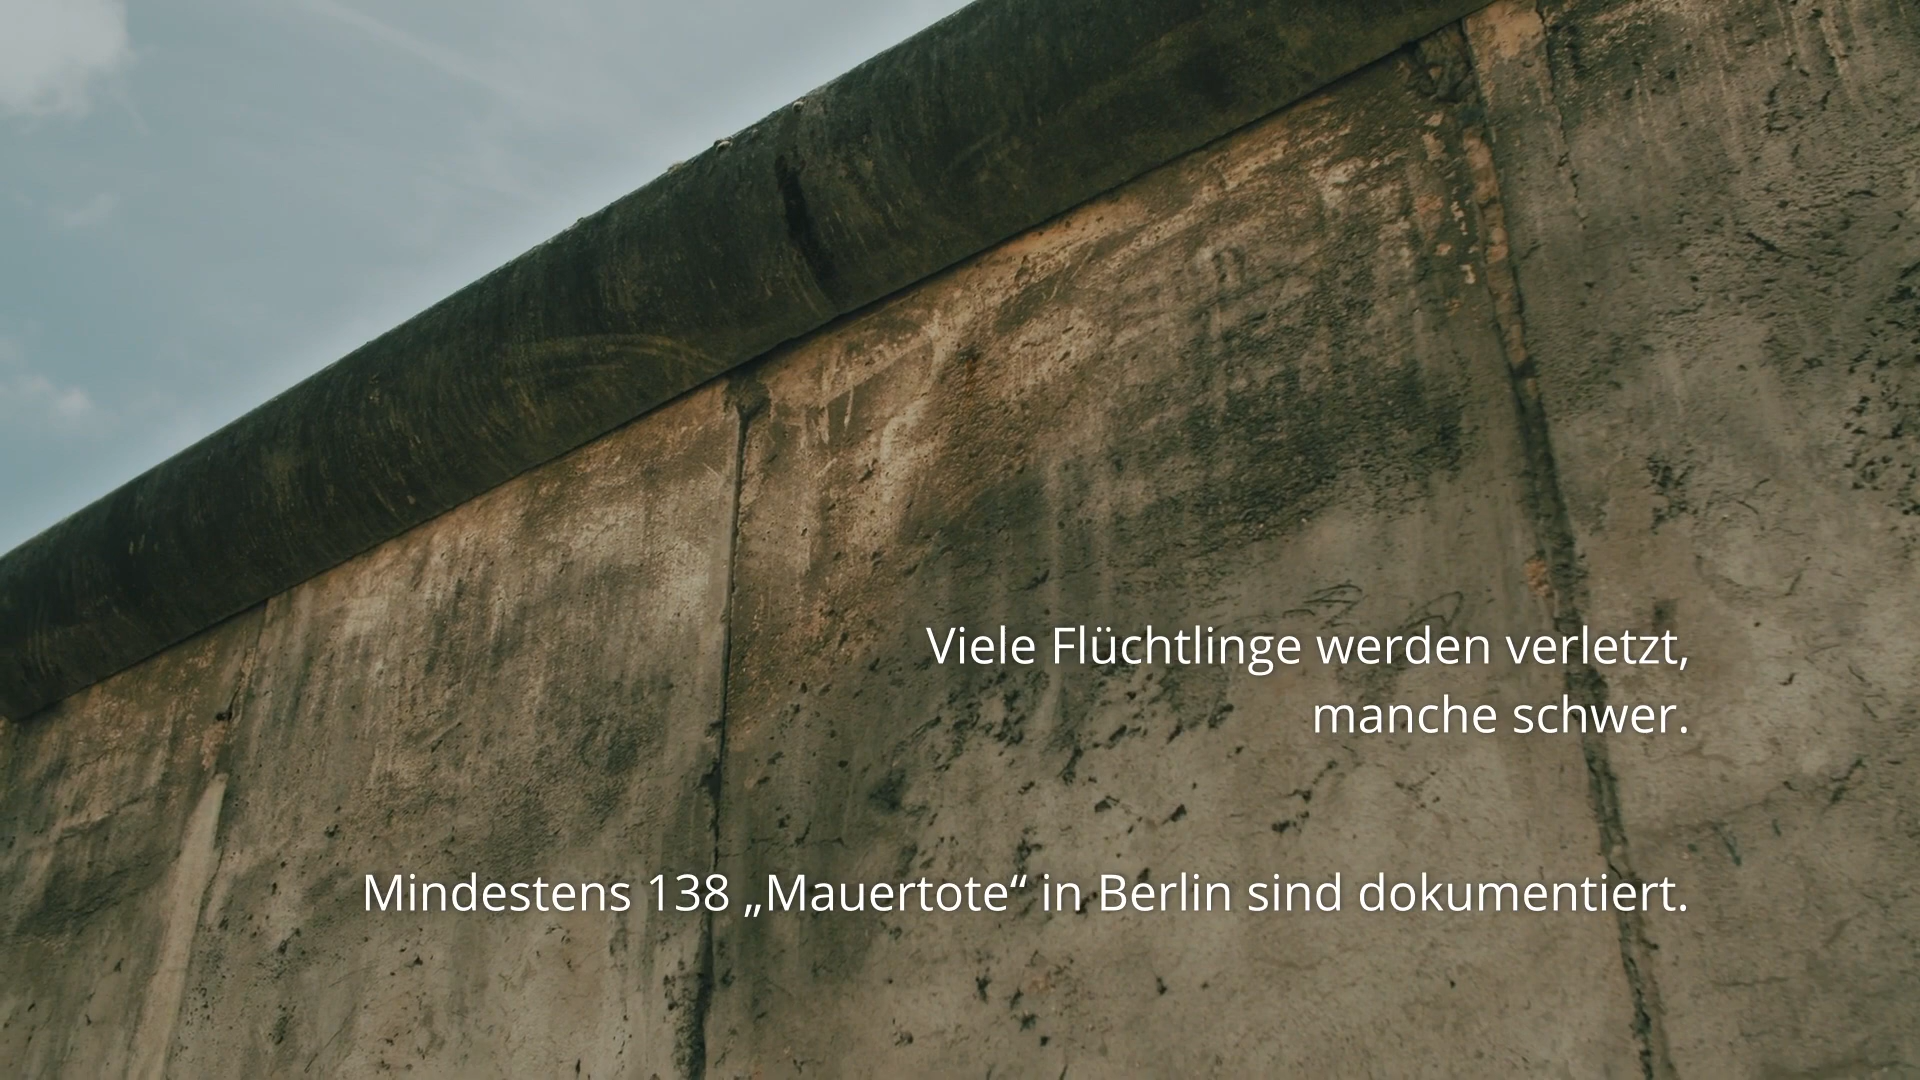 Viele Flüchtlinge werden verletzt,
manche schwer.
Mindestens 138 „Mauertote“ in Berlin sind dokumentiert.